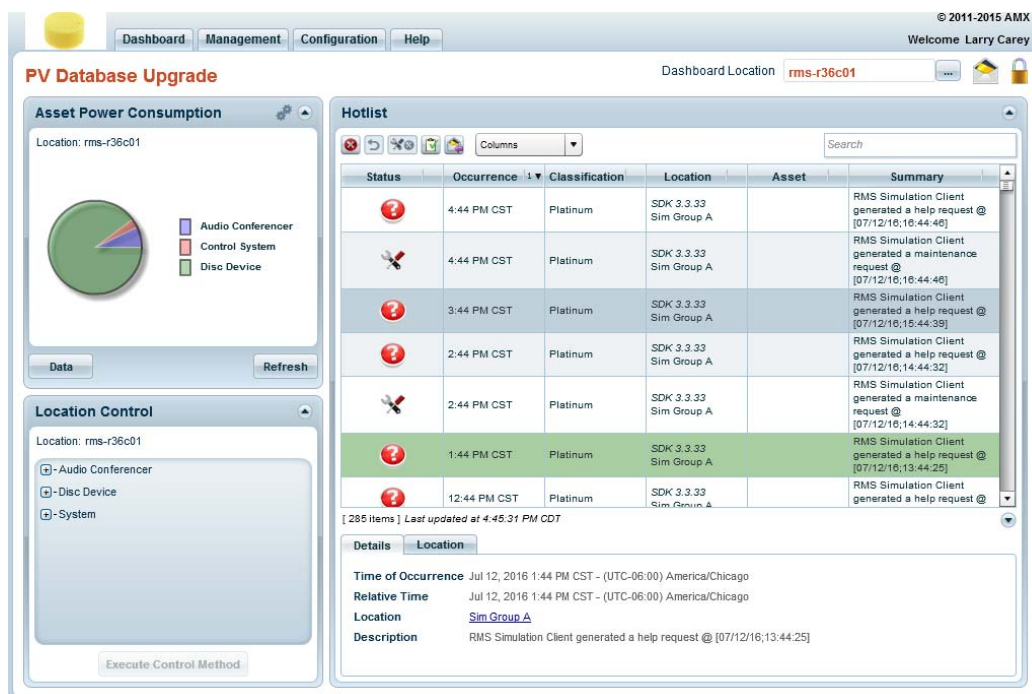 © 2011-2015 AMX
Dashboard Management Configuration Help
Welcome Larry Carey
PV Database Upgrade
Dashboard Location rms-r36c01 ...
Asset Power Consumption
Location: rms-r36c01
Audio Conferencer
Control System
Disc Device
Data Refresh
Location Control
Location: rms-r36c01
Audio Conferencer
Disc Device
System
Execute Control Method
Hotlist
Columns Search
Status Occurrence 1 Classification Location Asset Summary
4:44 PM CST Platinum SDK 3.3.33
Sim Group A
RMS Simulation Client
generated a help request @
[07/12/16;16:44:46]
4:44 PM CST Platinum SDK 3.3.33
Sim Group A
RMS Simulation Client
generated a maintenance
request @
[07/12/16;16:44:46]
3:44 PM CST Platinum SDK 3.3.33
Sim Group A
RMS Simulation Client
generated a help request @
[07/12/16;15:44:39]
2:44 PM CST Platinum SDK 3.3.33
Sim Group A
RMS Simulation Client
generated a help request @
[07/12/16;14:44:32]
2:44 PM CST Platinum SDK 3.3.33
Sim Group A
RMS Simulation Client
generated a maintenance
request @
[07/12/16;14:44:32]
1:44 PM CST Platinum SDK 3.3.33
Sim Group A
RMS Simulation Client
generated a help request @
[07/12/16;13:44:25]
12:44 PM CST Platinum SDK 3.3.33
Sim Group A
RMS Simulation Client
generated a help request @
[ 285 items ] Last updated at 4:45:31 PM CDT
Details Location
Time of Occurrence Jul 12, 2016 1:44 PM CST - (UTC-06:00) America/Chicago
Relative Time Jul 12, 2016 1:44 PM CST - (UTC-06:00) America/Chicago
Location Sim Group A
Description RMS Simulation Client generated a help request @ [07/12/16;13:44:25]